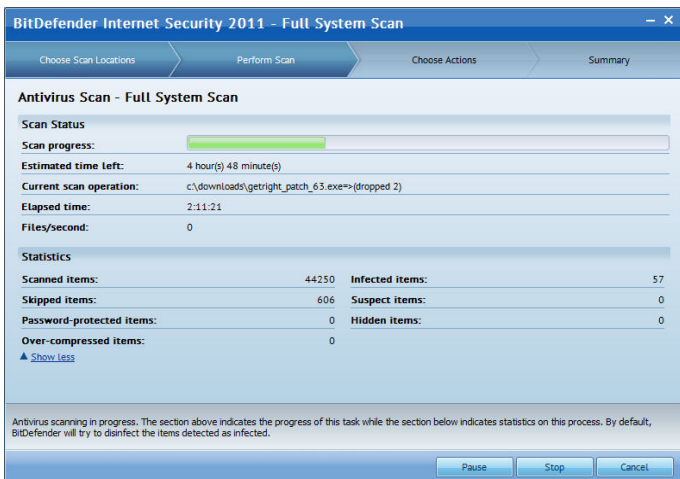 BitDefender Internet Security 2011 - Full System Scan
Choose Scan Locations Perform Scan Choose Actions Summary
Antivirus Scan - Full System Scan
Scan Status
Scan progress:
Estimated time left: 4 hour(s) 48 minute(s)
Current scan operation: c:\downloads\getright_patch_63.exe=>(dropped 2)
Elapsed time: 2:11:21
Files/second: 0
Statistics
Scanned items: 44250 Infected items: 57
Skipped items: 606 Suspect items: 0
Password-protected items: 0 Hidden items: 0
Over-compressed items: 0
Show less
Antivirus scanning in progress. The section above indicates the progress of this task while the section below indicates statistics on this process. By default,
BitDefender will try to disinfect the items detected as infected.
Pause Stop Cancel